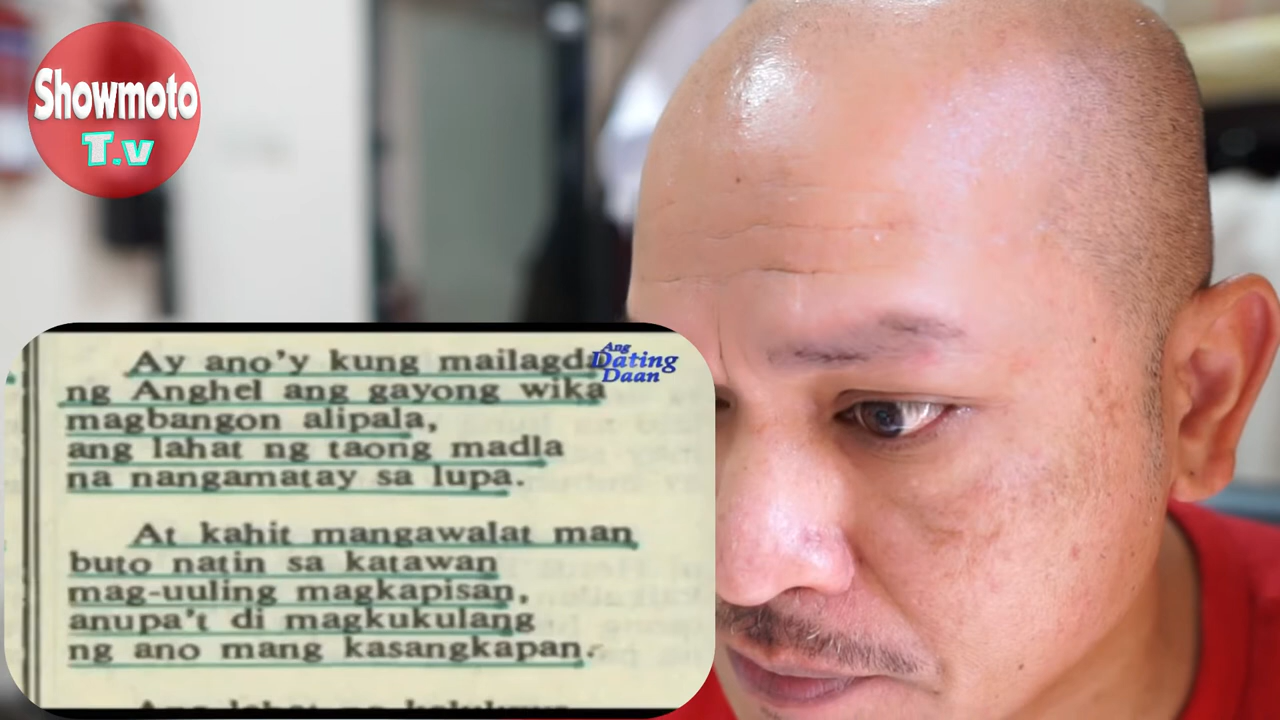 Showmoto
T.v
Ang
Dating
Daan
Ay ano'y kung mailagda
ng Anghel ang gayong wika
magbangon alipala,
ang lahat ng taong madla
na nangamatay sa lupa.
At kahit mangawalat man
buto natin sa katawan
mag-uuling magkapisan,
anupa't di magkukulang
ng ano mang kasangkapan.